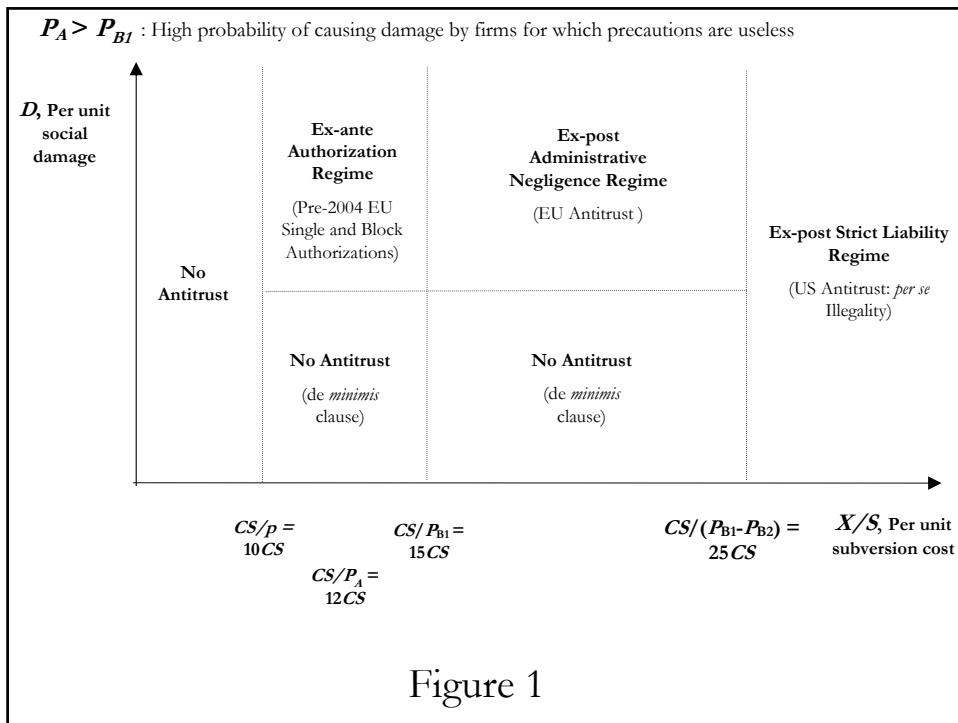 P_A > P_B1 : High probability of causing damage by firms for which precautions are useless
D, Per unit
social
damage
No
Antitrust
Ex-ante
Authorization
Regime
(Pre-2004 EU
Single and Block
Authorizations)
Ex-post
Administrative
Negligence Regime
(EU Antitrust )
Ex-post Strict Liability
Regime
(US Antitrust: per se
Illegality)
No Antitrust
(de minimis
clause)
No Antitrust
(de minimis
clause)
CS/p =
10CS
CS/P_A =
12CS
CS/P_B1 =
15CS
CS/(P_B1-P_B2) =
25CS
X/S, Per unit
subversion cost
Figure 1